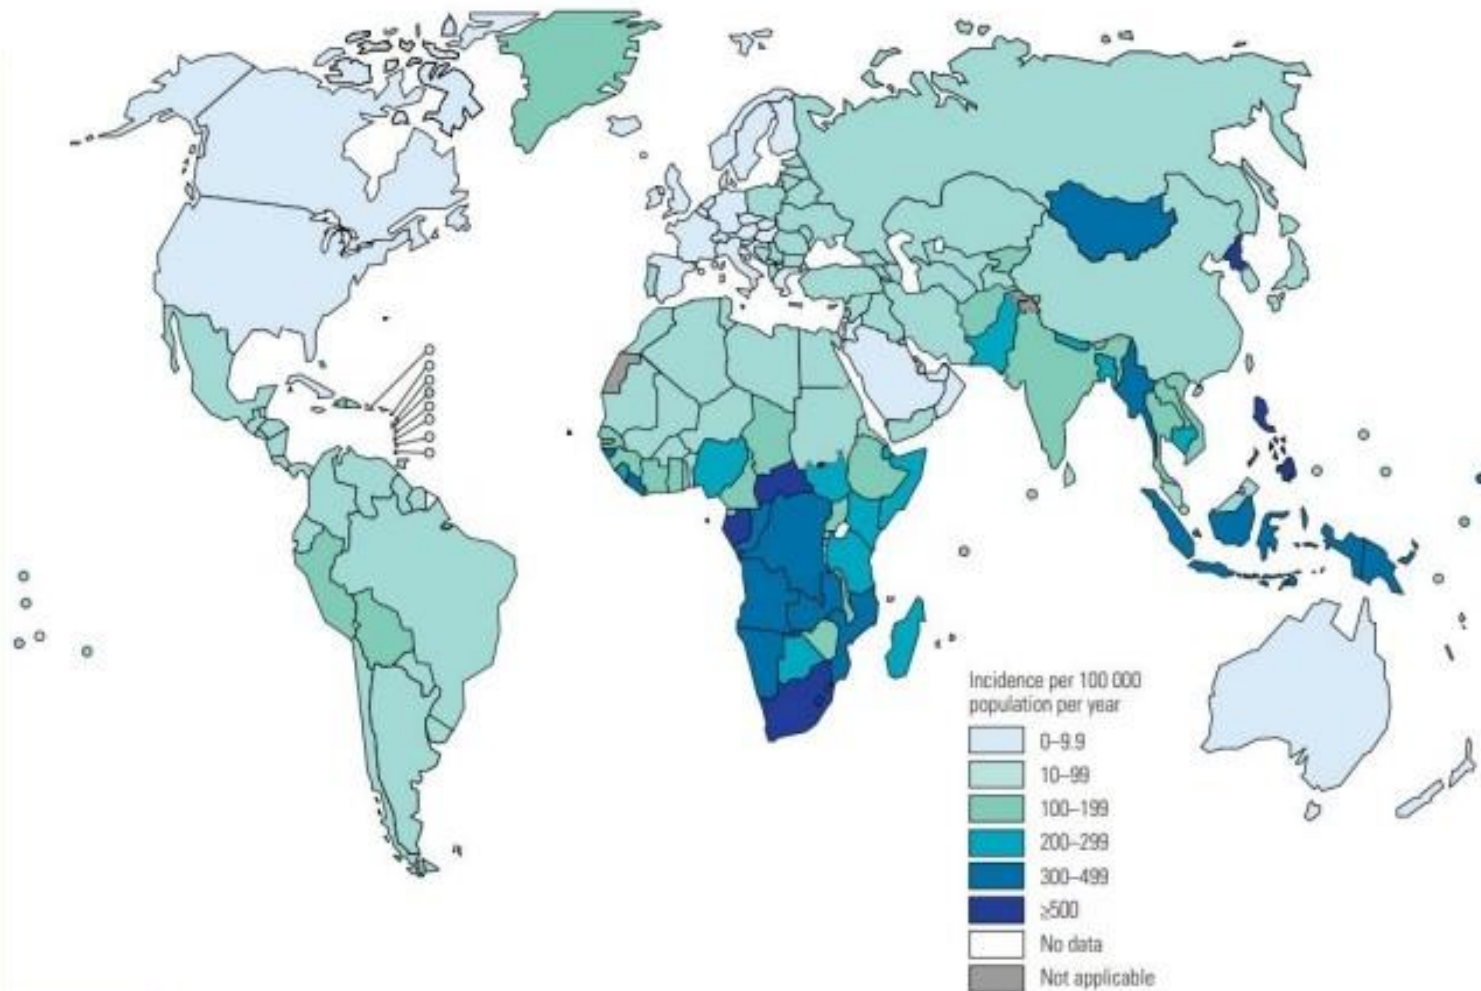 Incidence per 100 000
population per year
0–9.9
10–99
100–199
200–299
300–499
≥500
No data
Not applicable